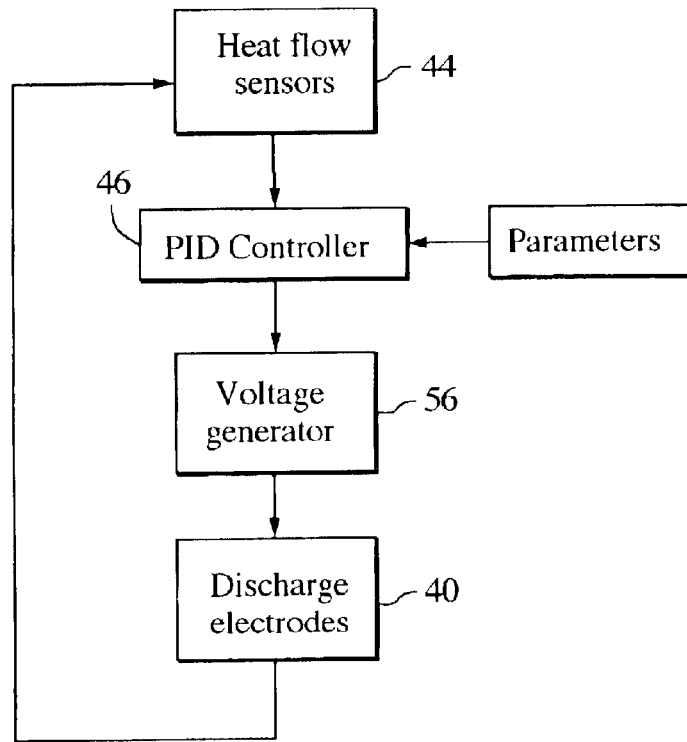 Heat flow
sensors
44
46
PID Controller
Parameters
Voltage
generator
56
Discharge
electrodes
40